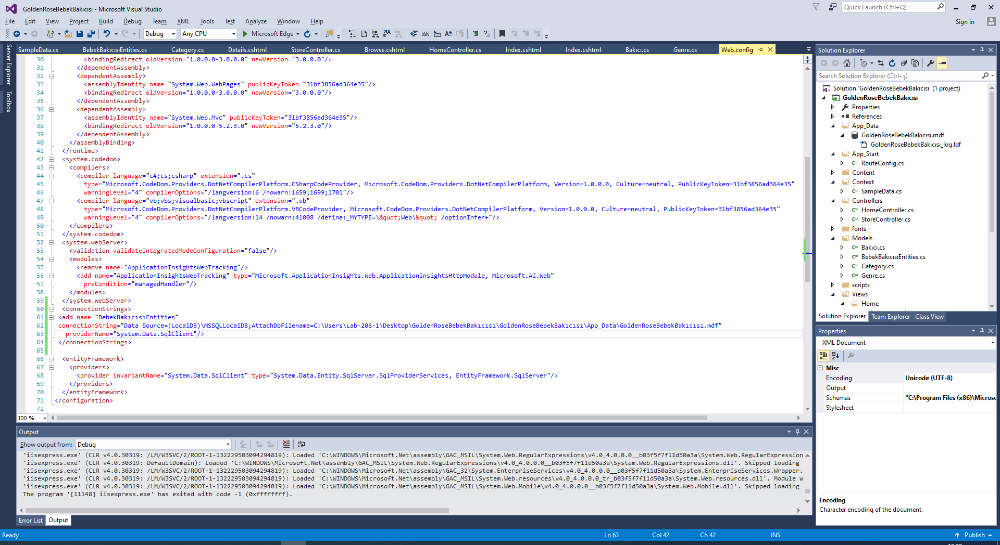 GoldenRoseBebekBakıcısı - Microsoft Visual Studio
Quick Launch (Ctrl+Q)
File Edit View Project Build Debug Team XML Tools Test Analyze Window Help
Sign in
Debug Any CPU Microsoft Edge
Server Explorer
Toolbox
SampleData.cs BebekBakıcısıEntities.cs Category.cs Details.cshtml StoreController.cs Browse.cshtml HomeController.cs Index.cshtml Index.cshtml Bakıcı.cs Genre.cs Web.config
30 <bindingRedirect oldVersion="1.0.0.0-3.0.0.0" newVersion="3.0.0.0"/>
31 </dependentAssembly>
32 <dependentAssembly>
33 <assemblyIdentity name="System.Web.WebPages" publicKeyToken="31bf3856ad364e35"/>
34 <bindingRedirect oldVersion="1.0.0.0-3.0.0.0" newVersion="3.0.0.0"/>
35 </dependentAssembly>
36 <dependentAssembly>
37 <assemblyIdentity name="System.Web.Mvc" publicKeyToken="31bf3856ad364e35"/>
38 <bindingRedirect oldVersion="1.0.0.0-5.2.3.0" newVersion="5.2.3.0"/>
39 </dependentAssembly>
40 </assemblyBinding>
41 </runtime>
42 <system.codedom>
43 <compilers>
44 <compiler language="c#;cs;csharp" extension=".cs"
45 type="Microsoft.CodeDom.Providers.DotNetCompilerPlatform.CSharpCodeProvider, Microsoft.CodeDom.Providers.DotNetCompilerPlatform, Version=1.0.0.0, Culture=neutral, PublicKeyToken=31bf3856ad364e35"
46 warningLevel="4" compilerOptions="/langversion:6 /nowarn:1659;1699;1701"/>
47 <compiler language="vb;vbs;visualbasic;vbscript" extension=".vb"
48 type="Microsoft.CodeDom.Providers.DotNetCompilerPlatform.VBCodeProvider, Microsoft.CodeDom.Providers.DotNetCompilerPlatform, Version=1.0.0.0, Culture=neutral, PublicKeyToken=31bf3856ad364e35"
49 warningLevel="4" compilerOptions="/langversion:14 /nowarn:41008 /define:_MYTYPE=\&quot;Web\&quot; /optionInfer+"/>
50 </compilers>
51 </system.codedom>
52 <system.webServer>
53 <validation validateIntegratedModeConfiguration="false"/>
54 <modules>
55 <remove name="ApplicationInsightsWebTracking"/>
56 <add name="ApplicationInsightsWebTracking" type="Microsoft.ApplicationInsights.Web.ApplicationInsightsHttpModule, Microsoft.AI.Web"
57 preCondition="managedHandler"/>
58 </modules>
59 </system.webServer>
60 <connectionStrings>
61 <add name="BebekBakıcısıEntities"
62 connectionString="Data Source=(LocalDB)\MSSQLLocalDB;AttachDbFilename=C:\Users\Lab-206-1\Desktop\GoldenRoseBebekBakıcısı\GoldenRoseBebekBakıcısı\App_Data\GoldenRoseBebekBakıcısı.mdf"
63 providerName="System.Data.SqlClient"/>
64 </connectionStrings>
65
66 <entityFramework>
67 <providers>
68 <provider invariantName="System.Data.SqlClient" type="System.Data.Entity.SqlServer.SqlProviderServices, EntityFramework.SqlServer"/>
69 </providers>
70 </entityFramework>
71 </configuration>
72
100 %
Output
Show output from: Debug
'iisexpress.exe' (CLR v4.0.30319: /LM/W3SVC/2/ROOT-1-132229503094294819): Loaded 'C:\WINDOWS\Microsoft.Net\assembly\GAC_MSIL\System.Web.RegularExpressions\v4.0_4.0.0.0__b03f5f7f11d50a3a\System.Web.RegularExpression
'iisexpress.exe' (CLR v4.0.30319: DefaultDomain): Loaded 'C:\WINDOWS\Microsoft.Net\assembly\GAC_MSIL\System.Web.RegularExpressions\v4.0_4.0.0.0__b03f5f7f11d50a3a\System.Web.RegularExpressions.dll'. Skipped loading
'iisexpress.exe' (CLR v4.0.30319: /LM/W3SVC/2/ROOT-1-132229503094294819): Loaded 'C:\WINDOWS\Microsoft.Net\assembly\GAC_32\System.EnterpriseServices\v4.0_4.0.0.0__b03f5f7f11d50a3a\System.EnterpriseServices.Wrapper.
'iisexpress.exe' (CLR v4.0.30319: /LM/W3SVC/2/ROOT-1-132229503094294819): Loaded 'C:\WINDOWS\Microsoft.Net\assembly\GAC_MSIL\System.Web.resources\v4.0_4.0.0.0_tr_b03f5f7f11d50a3a\System.Web.resources.dll'. Module w
'iisexpress.exe' (CLR v4.0.30319: /LM/W3SVC/2/ROOT-1-132229503094294819): Loaded 'C:\WINDOWS\Microsoft.Net\assembly\GAC_MSIL\System.Web.Mobile\v4.0_4.0.0.0__b03f5f7f11d50a3a\System.Web.Mobile.dll'. Skipped loading
The program '[11148] iisexpress.exe' has exited with code -1 (0xffffffff).
Error List Output
Solution Explorer
Search Solution Explorer (Ctrl+ş)
Solution 'GoldenRoseBebekBakıcısı' (1 project)
GoldenRoseBebekBakıcısı
Properties
References
App_Data
GoldenRoseBebekBakıcısı.mdf
GoldenRoseBebekBakıcısı_log.ldf
App_Start
RouteConfig.cs
Content
Context
SampleData.cs
Controllers
HomeController.cs
StoreController.cs
fonts
Models
Bakıcı.cs
BebekBakıcısıEntities.cs
Category.cs
Genre.cs
scripts
Views
Home
Solution Explorer Team Explorer Class View
Properties
XML Document
Misc
Encoding Unicode (UTF-8)
Output
Schemas "C:\Program Files (x86)\Microsc
Stylesheet
Encoding
Character encoding of the document.
Ready Ln 63 Col 42 Ch 42 INS Publish